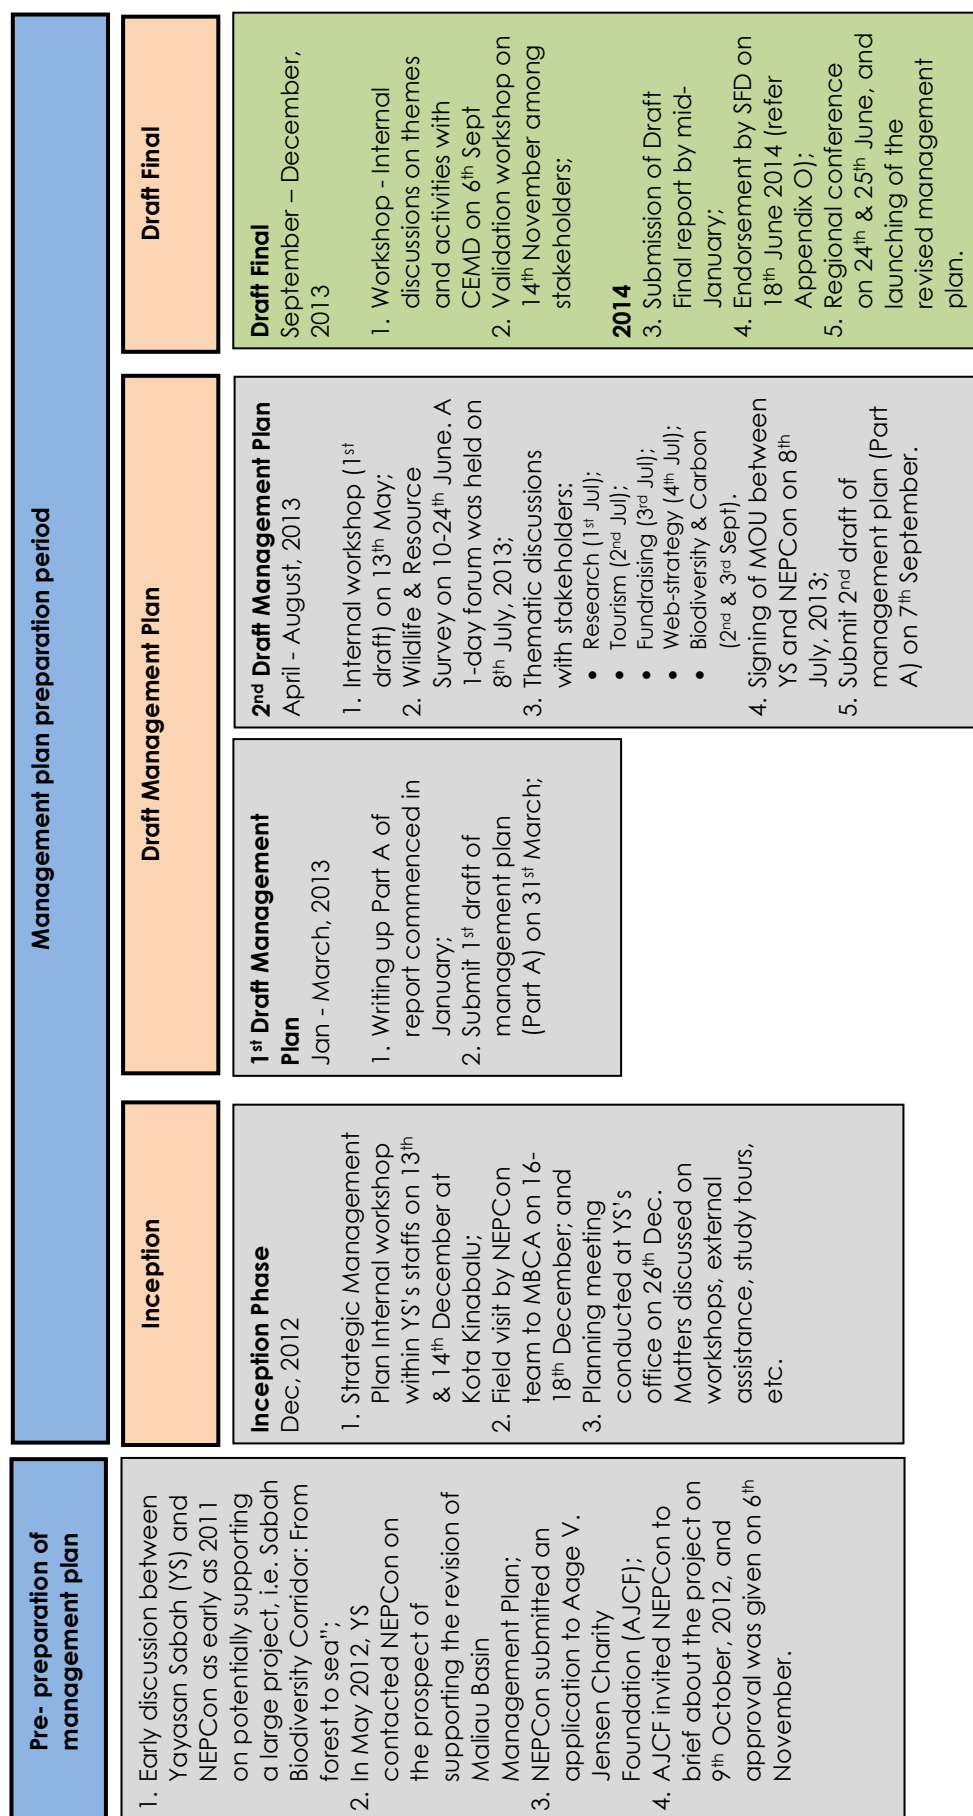 Pre- preparation of
management plan
1. Early discussion between
Yayasan Sabah (YS) and
NEPCon as early as 2011
on potentially supporting
a large project, i.e. Sabah
Biodiversity Corridor: From
forest to sea”;
2. In May 2012, YS
contacted NEPCon on
the prospect of
supporting the revision of
Maliau Basin
Management Plan;
3. NEPCon submitted an
application to Aage V.
Jensen Charity
Foundation (AJCF);
4. AJCF invited NEPCon to
brief about the project on
9th October, 2012, and
approval was given on 6th
November.
Management plan preparation period
Inception
Inception Phase
Dec, 2012
1. Strategic Management
Plan Internal workshop
within YS’s staffs on 13th
& 14th December at
Kota Kinabalu;
2. Field visit by NEPCon
team to MBCA on 16-
18th December; and
3. Planning meeting
conducted at YS’s
office on 26th Dec.
Matters discussed on
workshops, external
assistance, study tours,
etc.
Draft Management Plan
1st Draft Management
Plan
Jan - March, 2013
1. Writing up Part A of
report commenced in
January;
2. Submit 1st draft of
management plan
(Part A) on 31st March;
2nd Draft Management Plan
April - August, 2013
1. Internal workshop (1st
draft) on 13th May;
2. Wildlife & Resource
Survey on 10-24th June. A
1-day forum was held on
8th July, 2013;
3. Thematic discussions
with stakeholders:
• Research (1st Jul);
• Tourism (2nd Jul);
• Fundraising (3rd Jul);
• Web-strategy (4th Jul);
• Biodiversity & Carbon
(2nd & 3rd Sept).
4. Signing of MOU between
YS and NEPCon on 8th
July, 2013;
5. Submit 2nd draft of
management plan (Part
A) on 7th September.
Draft Final
Draft Final
September – December,
2013
1. Workshop - Internal
discussions on themes
and activities with
CEMD on 6th Sept
2. Validation workshop on
14th November among
stakeholders;
2014
3. Submission of Draft
Final report by mid-
January;
4. Endorsement by SFD on
18th June 2014 (refer
Appendix O);
5. Regional conference
on 24th & 25th June, and
launching of the
revised management
plan.